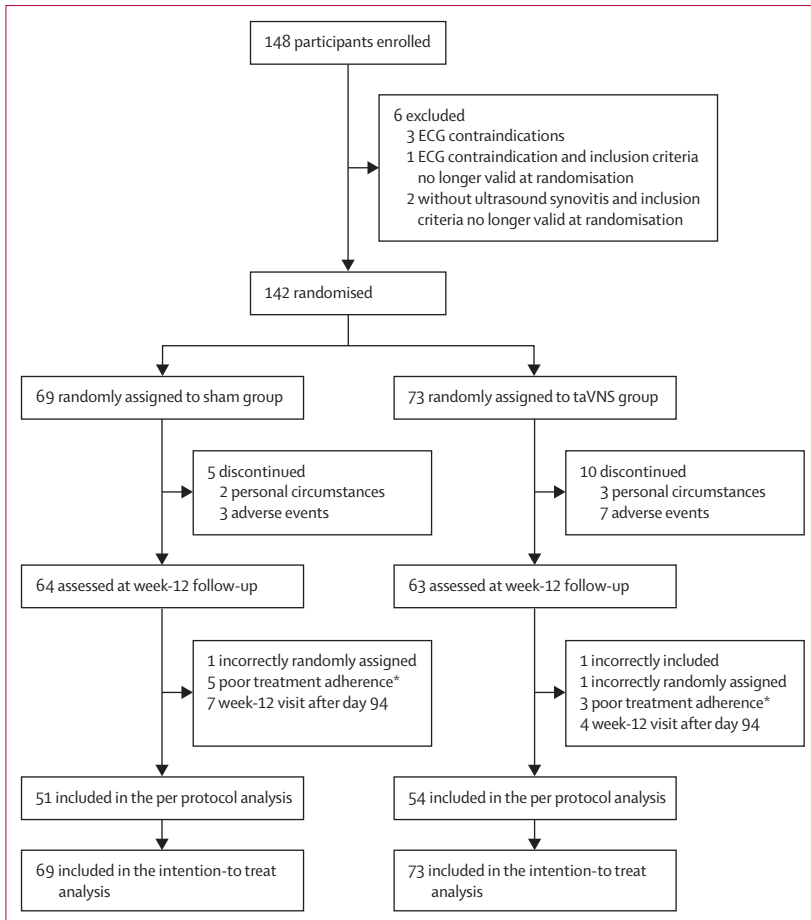 148 participants enrolled
6 excluded
3 ECG contraindications
1 ECG contraindication and inclusion criteria
no longer valid at randomisation
2 without ultrasound synovitis and inclusion
criteria no longer valid at randomisation
142 randomised
69 randomly assigned to sham group
73 randomly assigned to taVNS group
5 discontinued
2 personal circumstances
3 adverse events
10 discontinued
3 personal circumstances
7 adverse events
64 assessed at week-12 follow-up
63 assessed at week-12 follow-up
1 incorrectly randomly assigned
5 poor treatment adherence*
7 week-12 visit after day 94
1 incorrectly included
1 incorrectly randomly assigned
3 poor treatment adherence*
4 week-12 visit after day 94
51 included in the per protocol analysis
54 included in the per protocol analysis
69 included in the intention-to treat
analysis
73 included in the intention-to treat
analysis